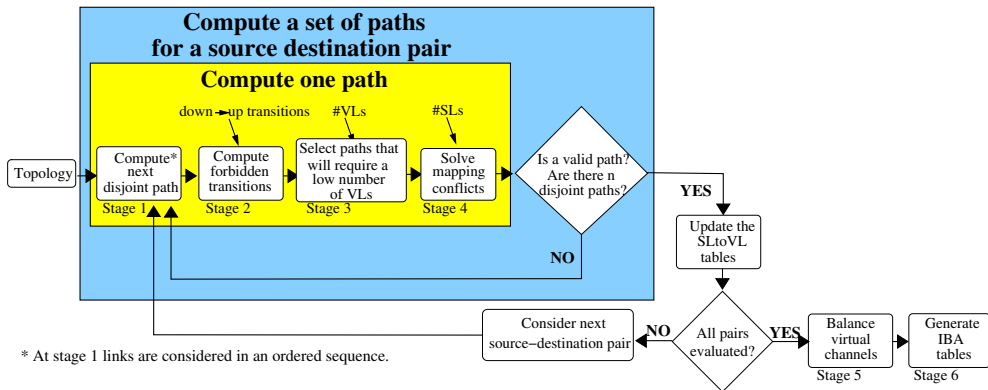 Compute a set of paths
for a source destination pair
Compute one path
down→up transitions
#VLs
#SLs
Topology
Compute*
next
disjoint path
Stage 1
Compute
forbidden
transitions
Stage 2
Select paths that
will require a
low number
of VLs
Stage 3
Solve
mapping
conflicts
Stage 4
Is a valid path?
Are there n
disjoint paths?
YES
NO
Update the
SLtoVL
tables
All pairs
evaluated?
NO
YES
Consider next
source−destination pair
Balance
virtual
channels
Stage 5
Generate
IBA
tables
Stage 6
* At stage 1 links are considered in an ordered sequence.